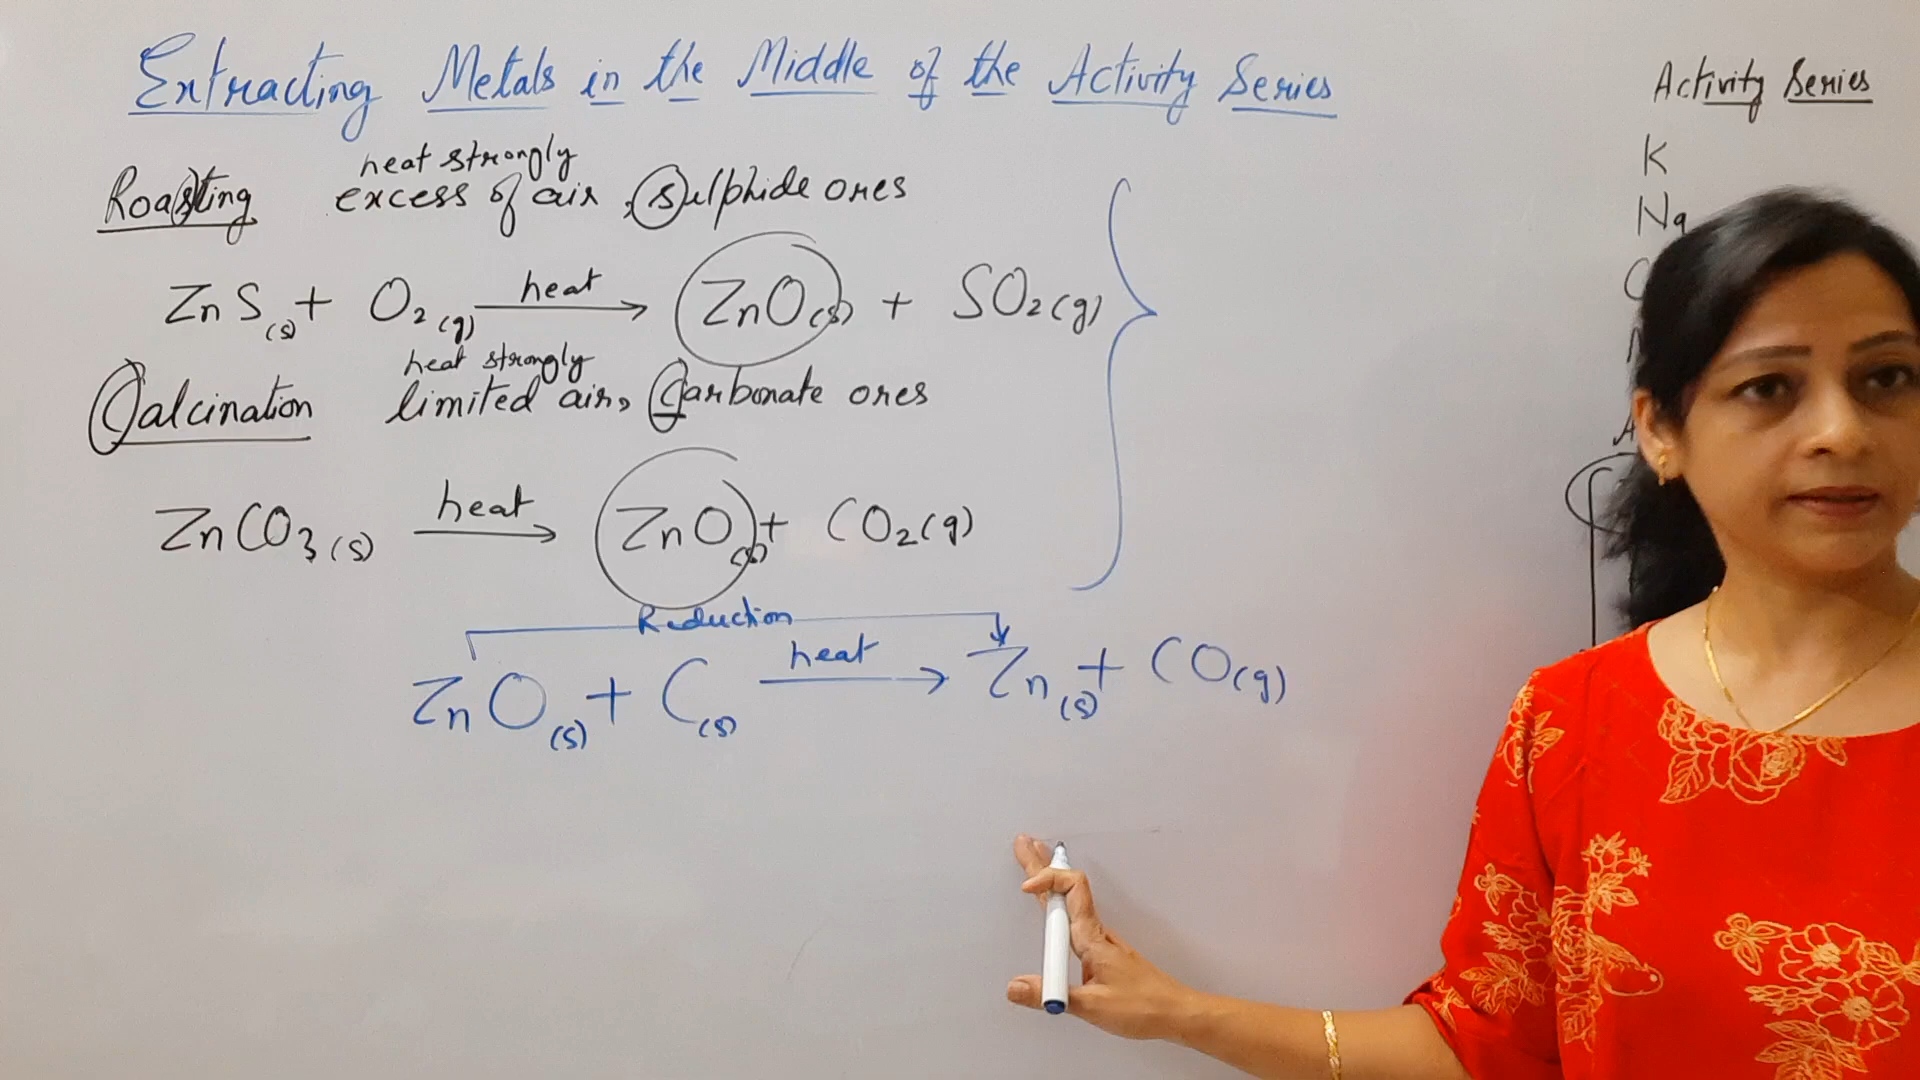 Extracting Metals in the Middle of the Activity Series
heat strongly
Roasting excess of air, Sulphide ores
ZnS(s) + O₂(g) heat → ZnO(s) + SO₂(g)
heat strongly
Calcination limited air, Carbonate ores
ZnCO₃(s) heat → ZnO(s) + CO₂(g)
Reduction
ZnO(s) + C(s) heat → Zn(s) + CO(g)
Activity Series
K
Na